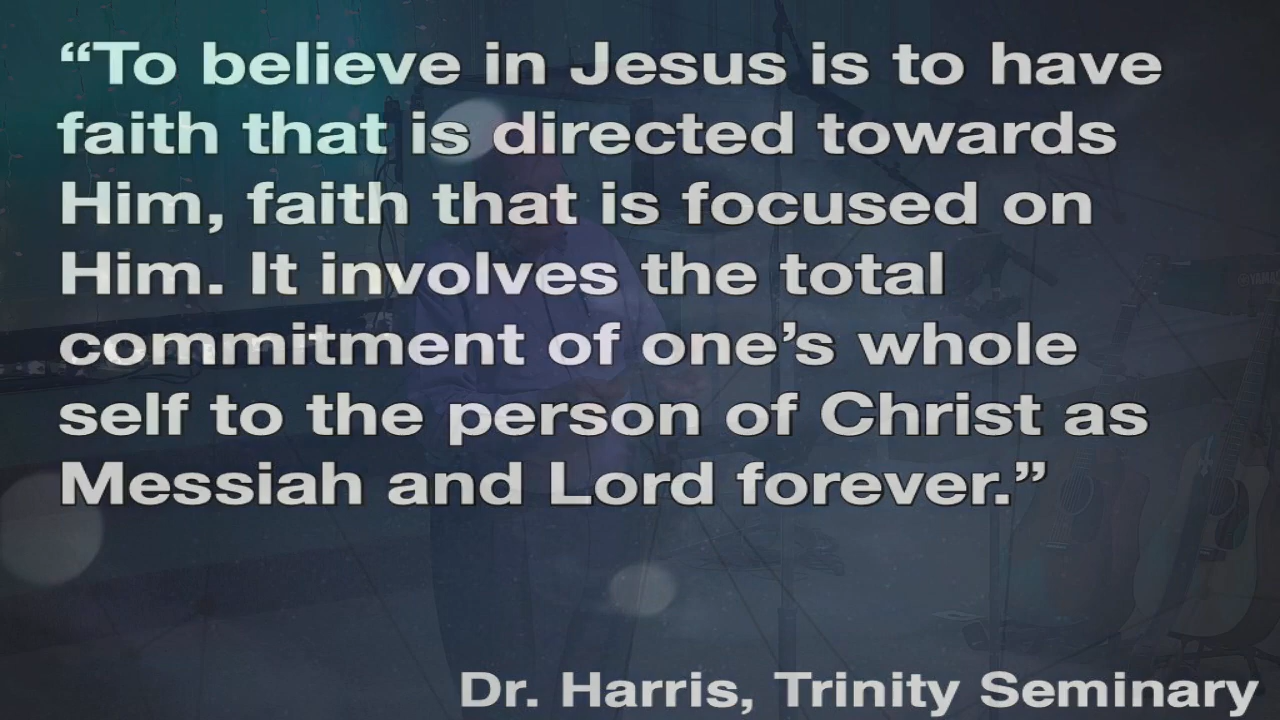 “To believe in Jesus is to have
faith that is directed towards
Him, faith that is focused on
Him. It involves the total
commitment of one’s whole
self to the person of Christ as
Messiah and Lord forever.”
Dr. Harris, Trinity Seminary